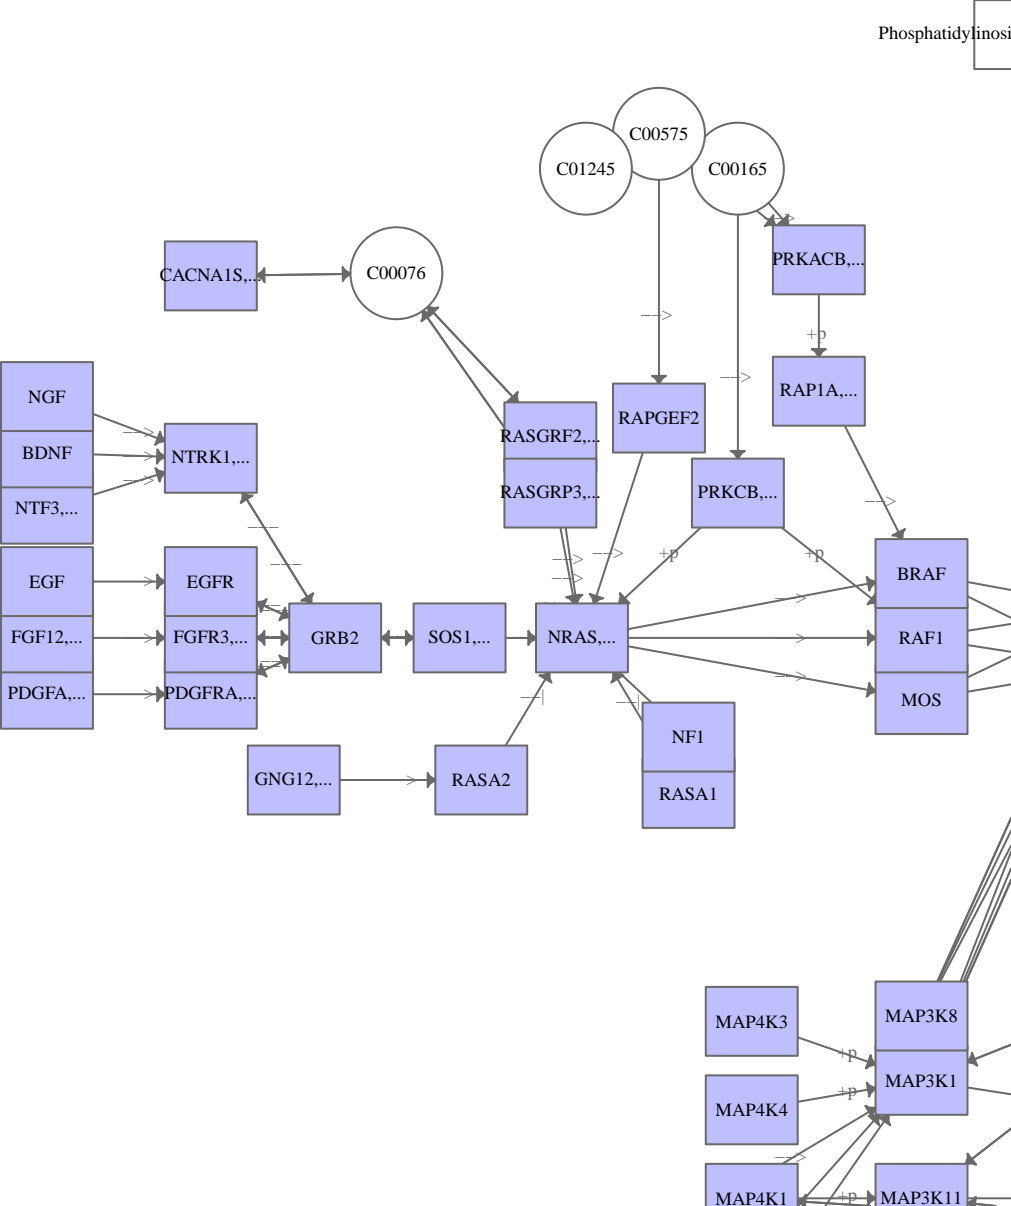 Phosphatidylinosi
C00575
C01245
C00165
-->
PRKACB,...
CACNA1S,...
C00076
-->
+p
-->
NGF
RAP1A,...
RAPGEF2
-->
RASGRF2,...
BDNF
NTRK1,...
-->
RASGRP3,...
PRKCB,...
-->
NTF3,...
---
-->
+p
+p
-->
---
-->
BRAF
EGF
>
EGFR
-->
--
FGF12,...
>
FGFR3,...
GRB2
SOS1,...
NRAS,...
-->
RAF1
--
-->
PDGFA,...
>
PDGFRA,...
--|
--|
MOS
NF1
GNG12,...
>
RASA2
RASA1
MAP3K8
MAP4K3
+p
MAP3K1
+p
MAP4K4
-->
MAP4K1
+p
MAP3K11